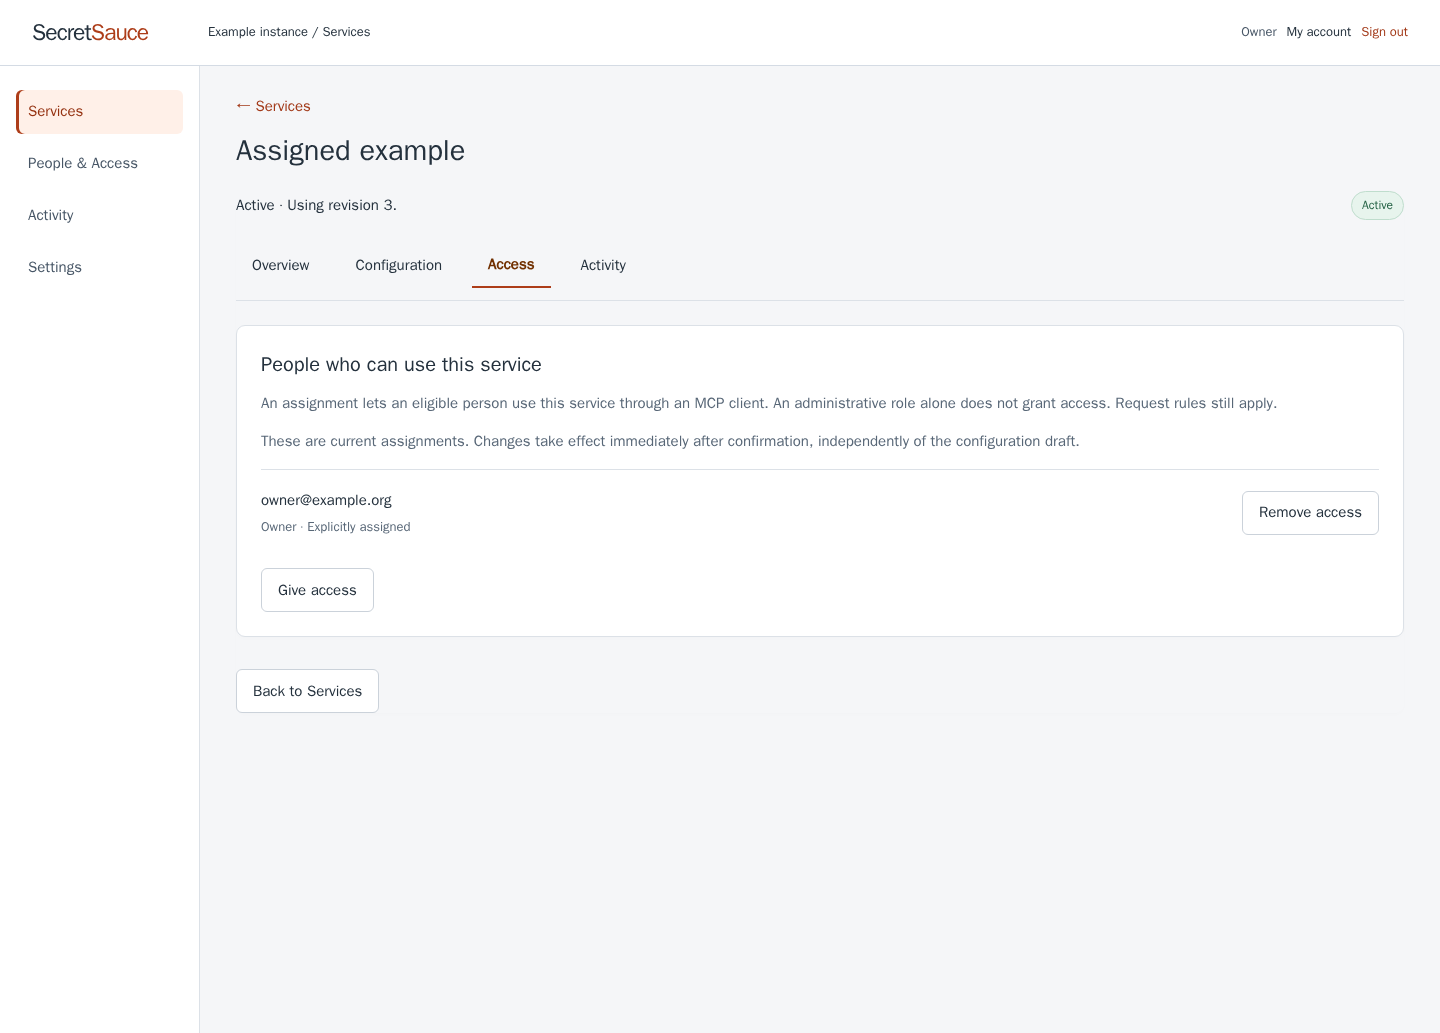 SecretSauce
Example instance / Services
Owner My account Sign out
Services
People & Access
Activity
Settings
← Services
Assigned example
Active · Using revision 3.
Active
Overview Configuration Access Activity
People who can use this service
An assignment lets an eligible person use this service through an MCP client. An administrative role alone does not grant access. Request rules still apply.
These are current assignments. Changes take effect immediately after confirmation, independently of the configuration draft.
owner@example.org
Owner · Explicitly assigned
Remove access
Give access
Back to Services